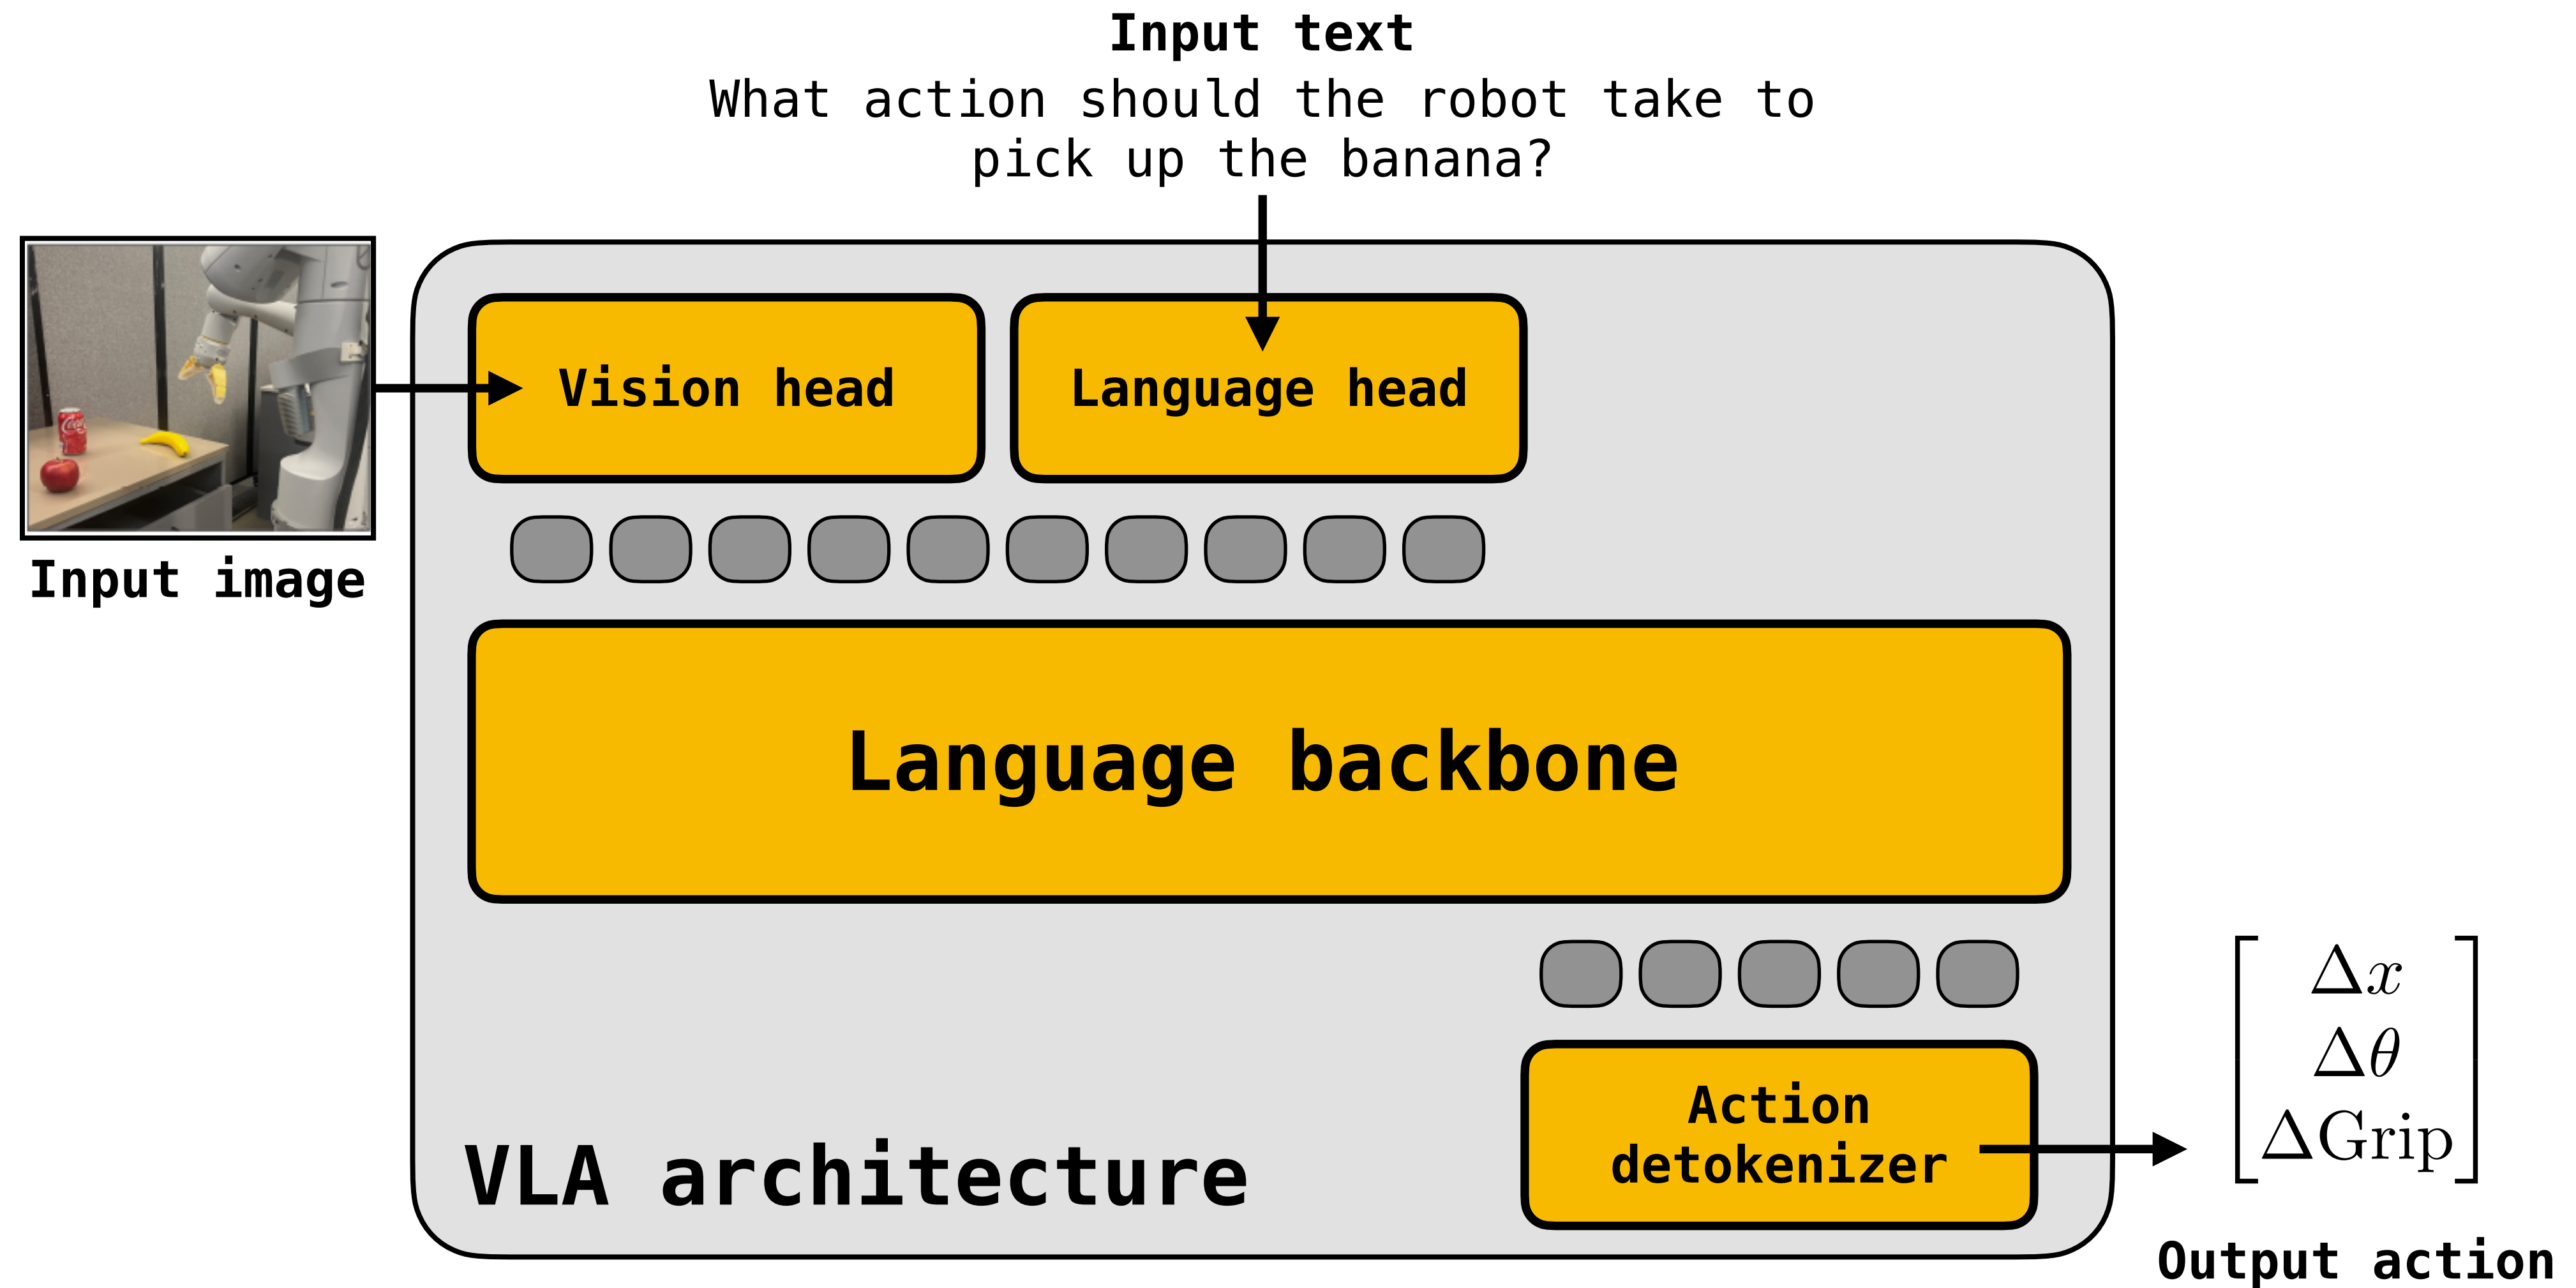 Input text
What action should the robot take to
pick up the banana?
Input image
Vision head
Language head
Language backbone
VLA architecture
Action
detokenizer
Δx
Δθ
ΔGrip
Output action